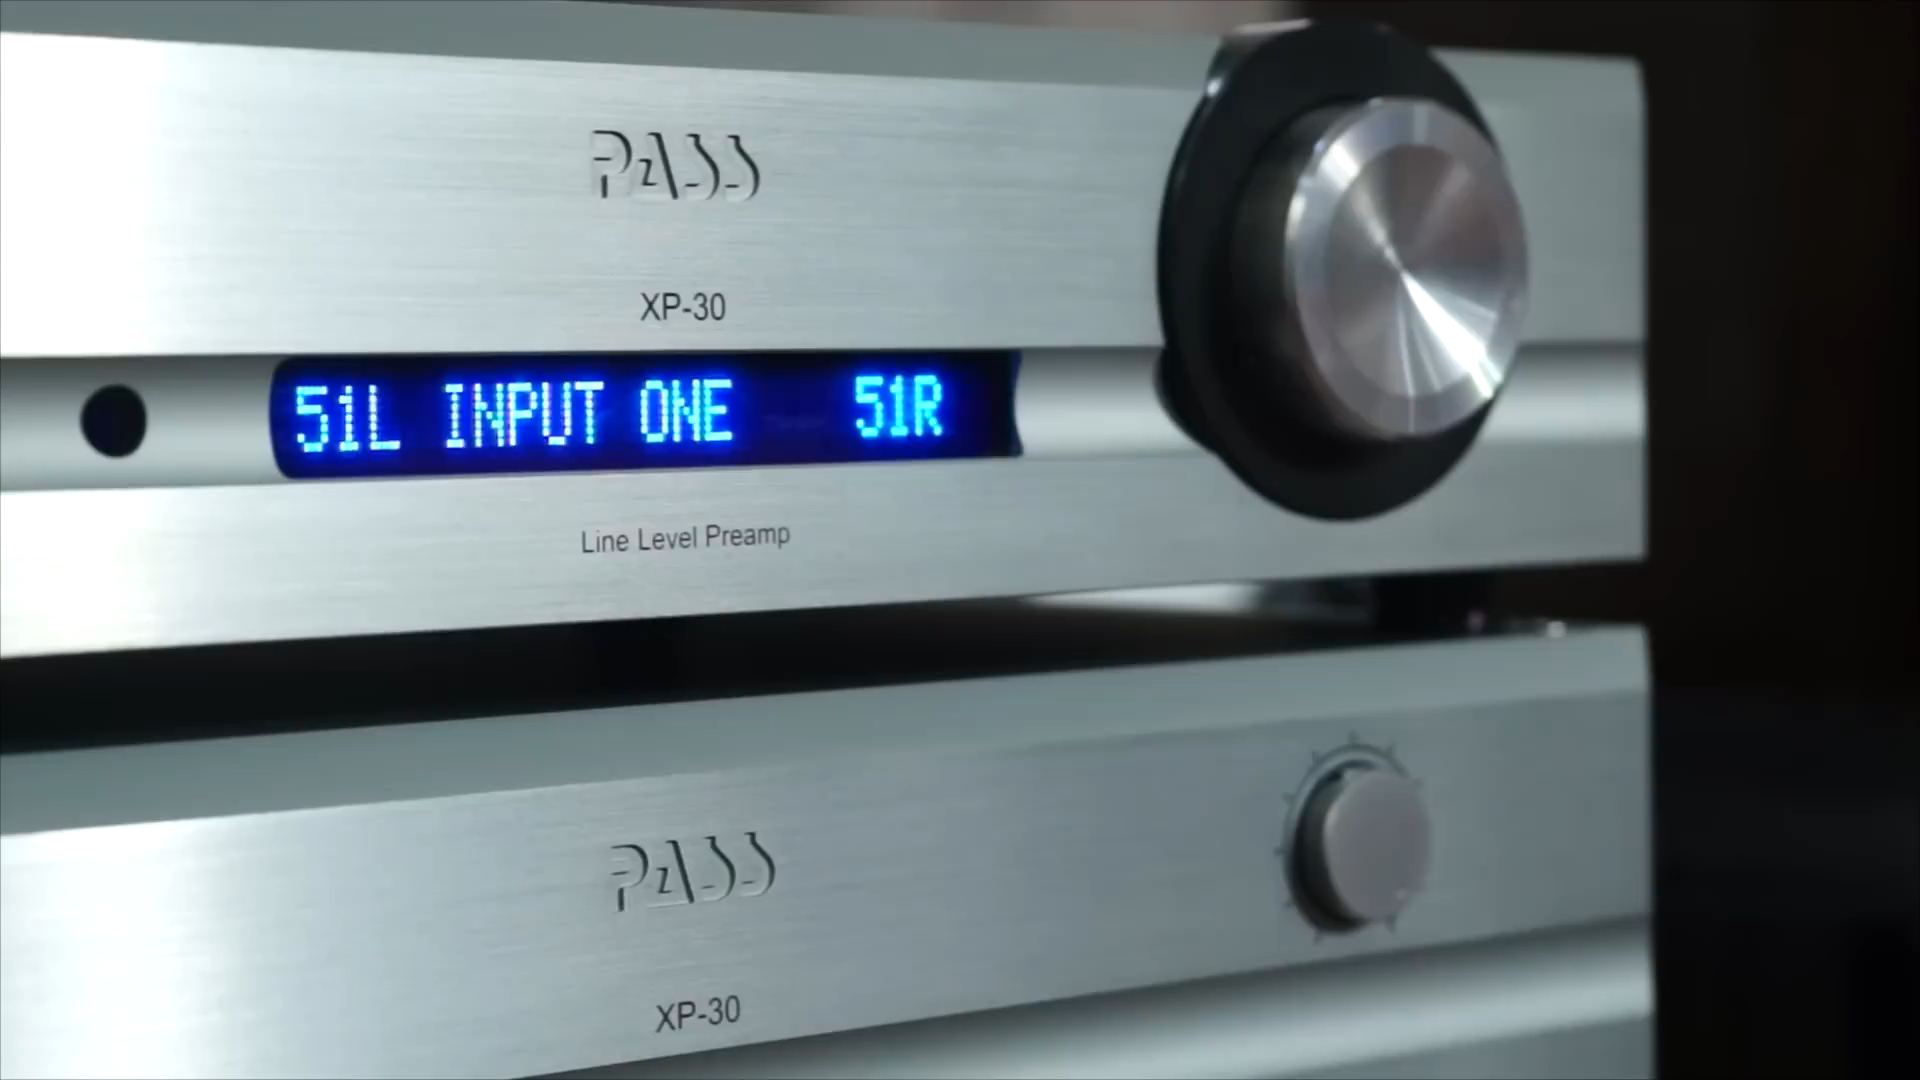 PASS
XP-30
51L INPUT ONE 51R
Line Level Preamp
PASS
XP-30